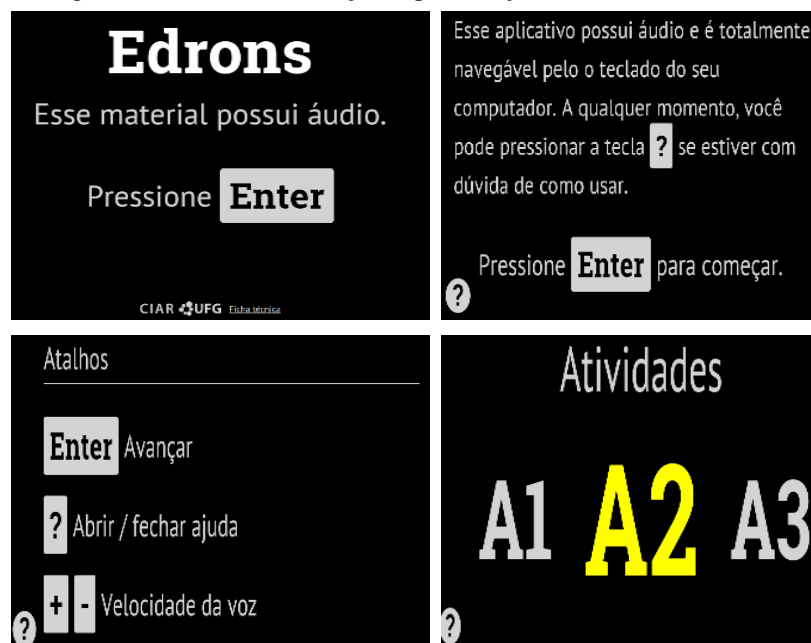 Edrons
Esse material possui áudio.
Pressione Enter
CIAR UFG Ficha técnica
Esse aplicativo possui áudio e é totalmente
navegável pelo o teclado do seu
computador. A qualquer momento, você
pode pressionar a tecla ? se estiver com
dúvida de como usar.
Pressione Enter para começar.
?
Atalhos
Enter Avançar
? Abrir / fechar ajuda
+ - Velocidade da voz
?
Atividades
A1 A2 A3
?